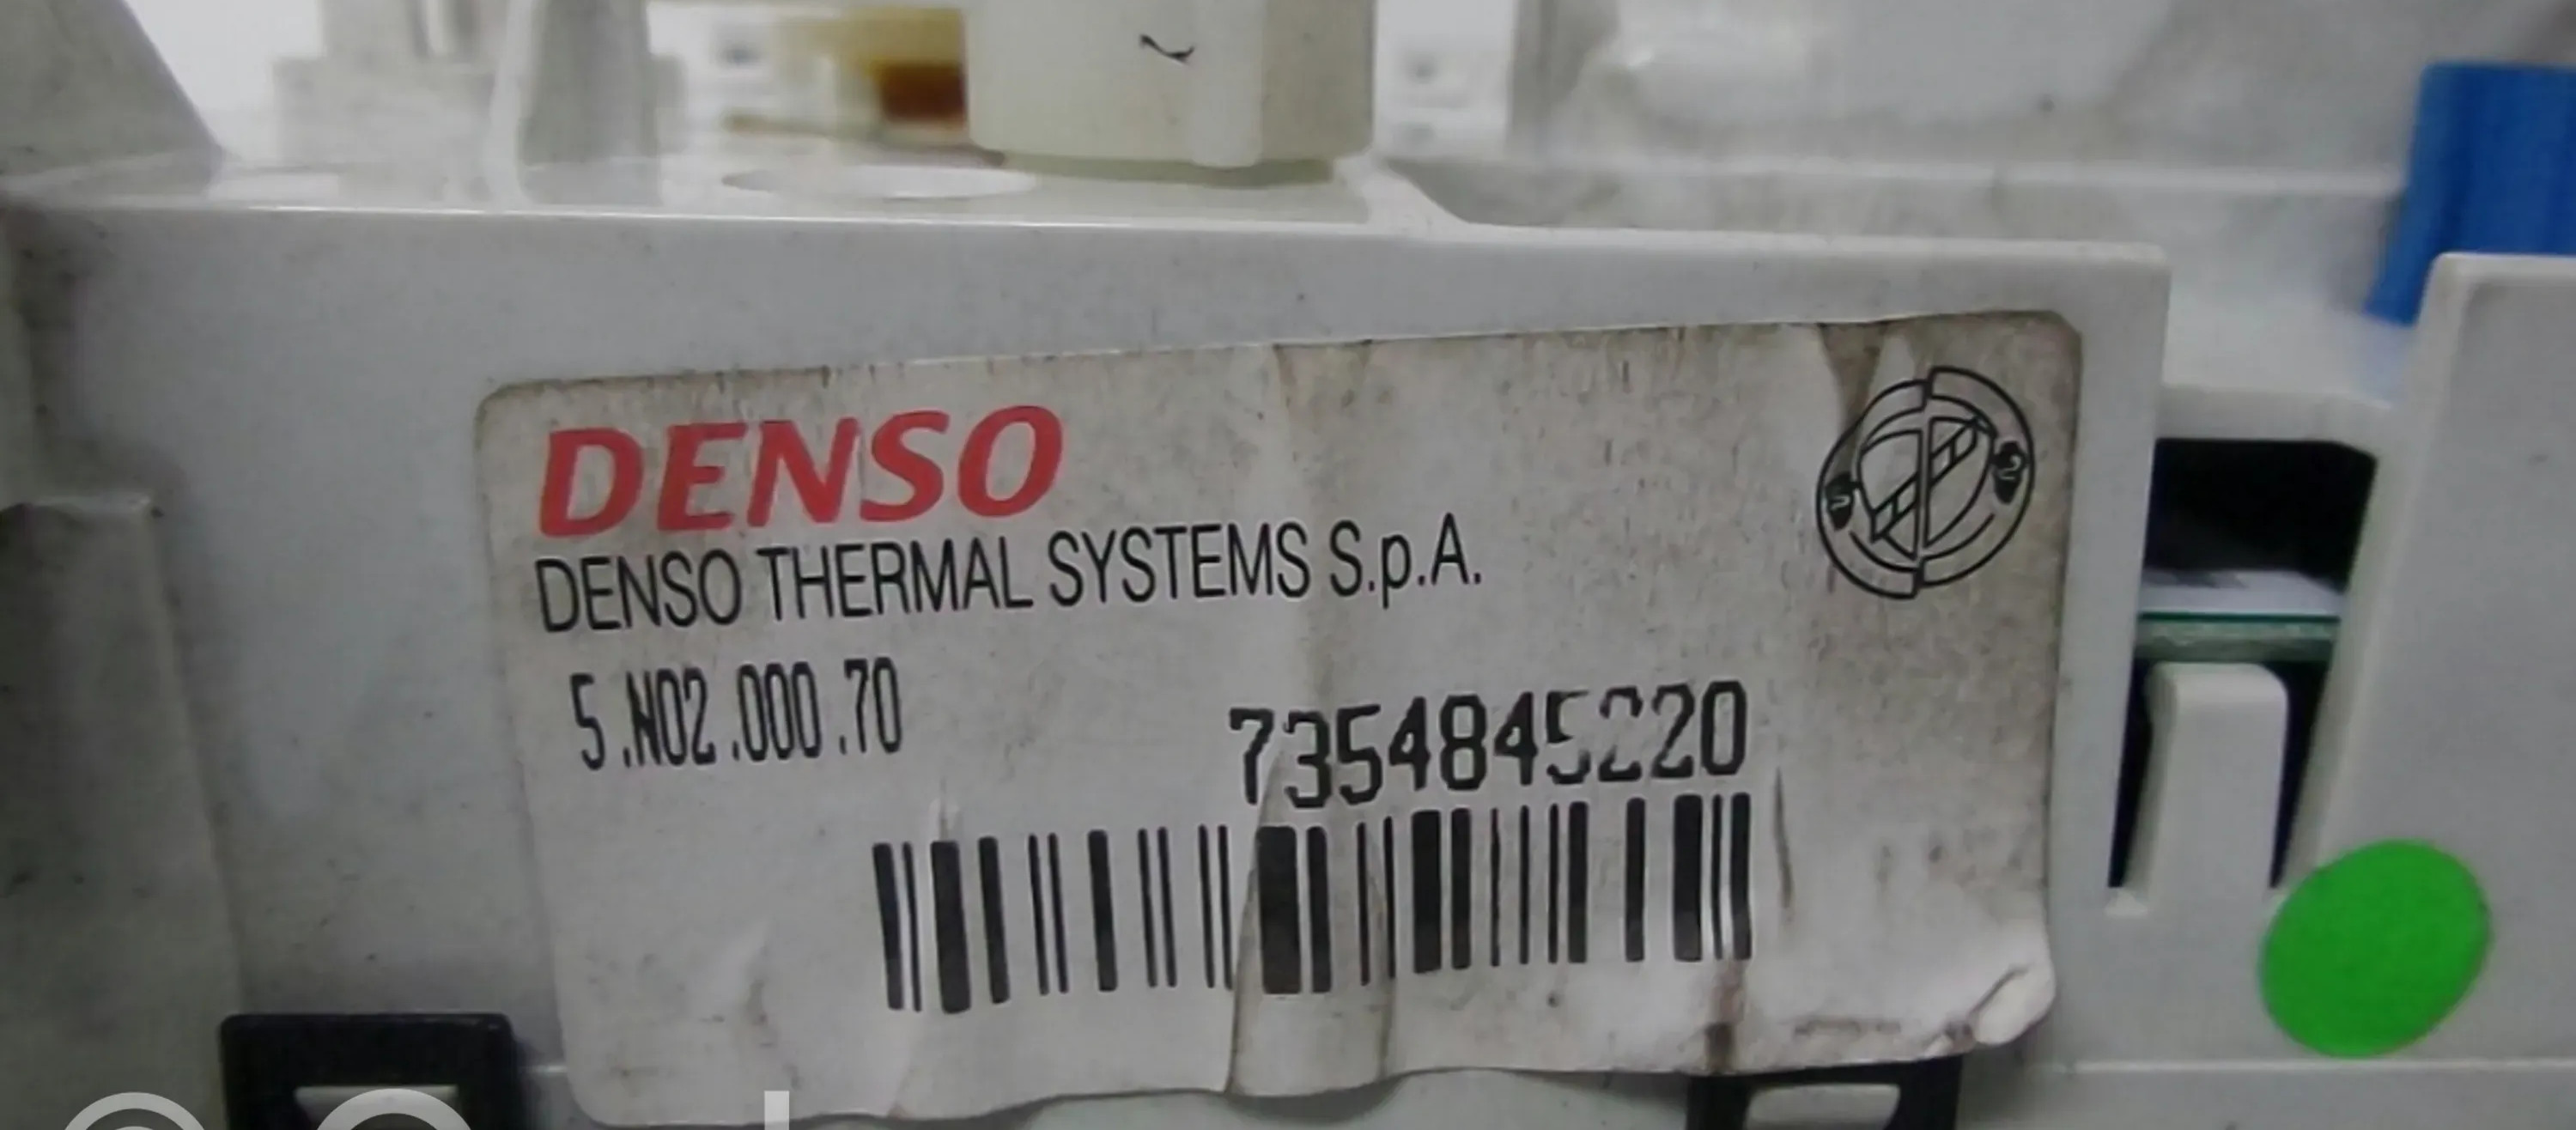 DENSO
DENSO THERMAL SYSTEMS S.p.A.
5.N02.000.70
7354845220